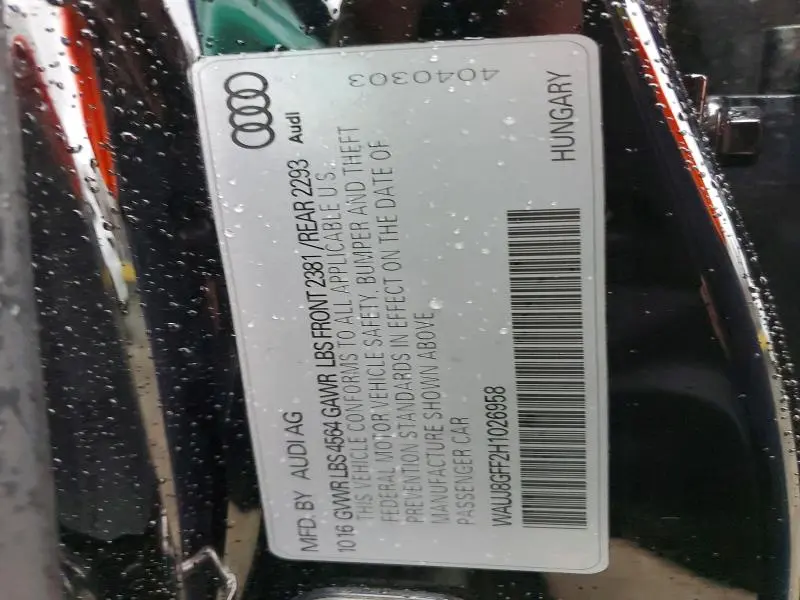 MFD. BY AUDI AG
Audi
1016 GVWR LBS 4564 GAWR LBS FRONT 2381 /REAR 2293
THIS VEHICLE CONFORMS TO ALL APPLICABLE U.S.
FEDERAL MOTOR VEHICLE SAFETY, BUMPER AND THEFT
PREVENTION STANDARDS IN EFFECT ON THE DATE OF
MANUFACTURE SHOWN ABOVE
PASSENGER CAR
WAUJ8GFF2H1026958
HUNGARY
4040303